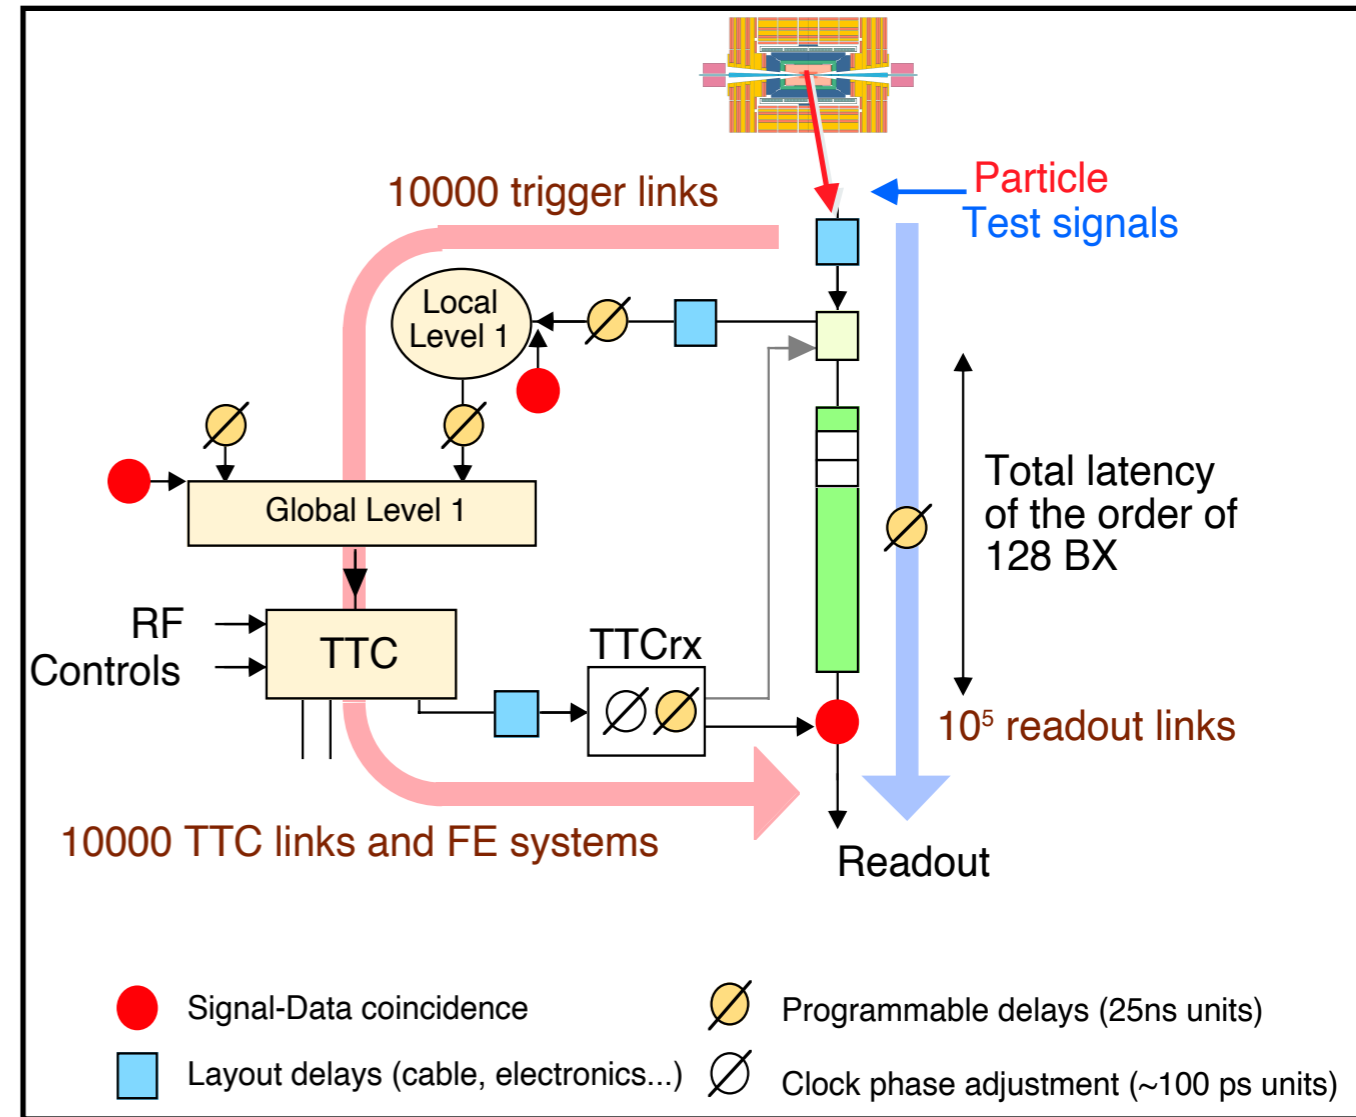 Particle
Test signals
10000 trigger links
Local
Level 1
Global Level 1
Total latency
of the order of
128 BX
RF
Controls
TTC
TTCrx
10⁵ readout links
10000 TTC links and FE systems
Readout
Signal-Data coincidence
Programmable delays (25ns units)
Layout delays (cable, electronics...)
Clock phase adjustment (~100 ps units)